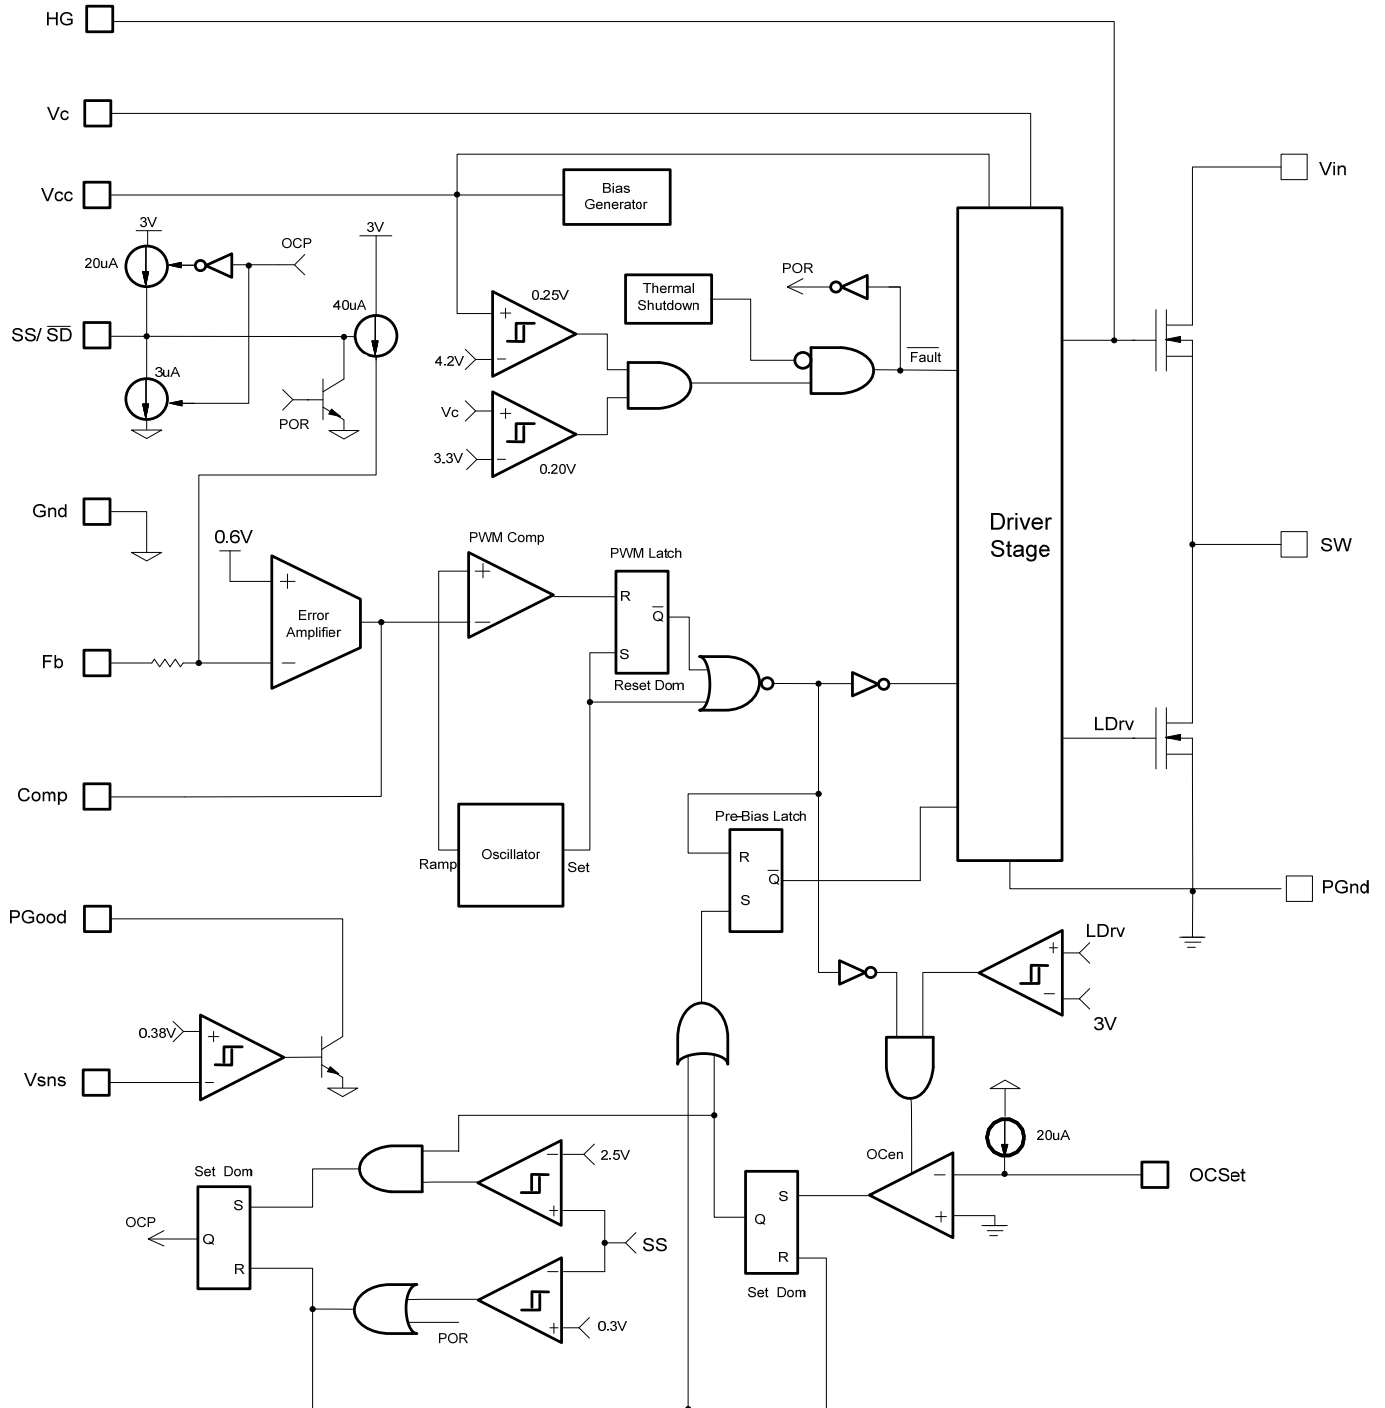 HG
Vc
Vin
Vcc
Bias
Generator
3V
3V
OCP
20uA
POR
Thermal
Shutdown
0.25V
40uA
SS/ SD
4.2V
Fault
3uA
Vc
POR
3.3V
0.20V
Gnd
Driver
Stage
0.6V
PWM Comp
SW
PWM Latch
+
+
R
Q
Error
Amplifier
−
S
Fb
−
Reset Dom
LDrv
Comp
Pre-Bias Latch
Ramp
Oscillator
Set
R
Q
S
PGnd
PGood
LDrv
+
−
3V
0.38V
+
Vsns
−
20uA
OCen
2.5V
−
+
Set Dom
S
OCP
Q
R
SS
−
+
0.3V
POR
S
Q
R
Set Dom
−
+
OCSet
+
−
+
−